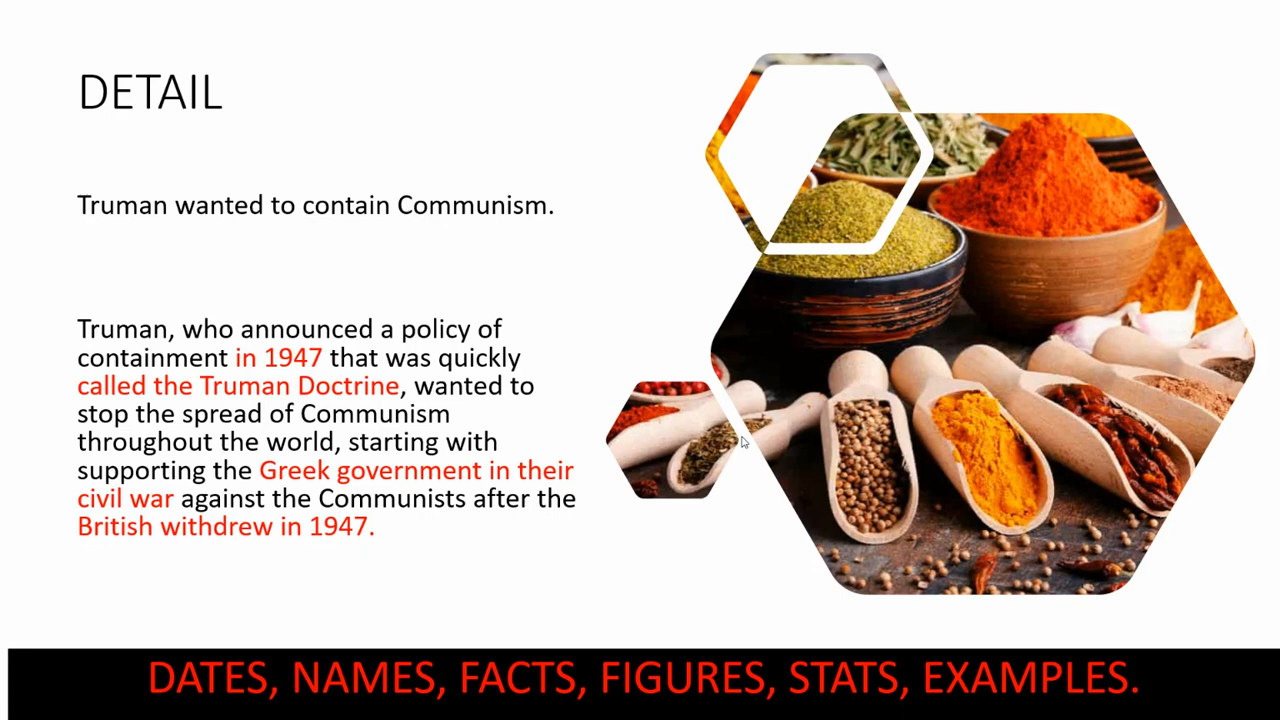 DETAIL
Truman wanted to contain Communism.
Truman, who announced a policy of
containment in 1947 that was quickly
called the Truman Doctrine, wanted to
stop the spread of Communism
throughout the world, starting with
supporting the Greek government in their
civil war against the Communists after the
British withdrew in 1947.
DATES, NAMES, FACTS, FIGURES, STATS, EXAMPLES.